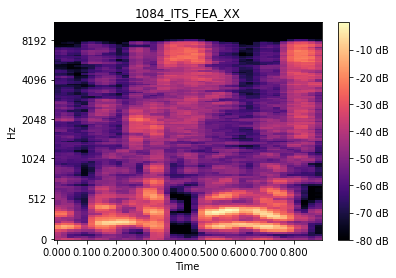 1084_ITS_FEA_XX
Hz
8192
4096
2048
1024
512
0
0.000 0.100 0.200 0.300 0.400 0.500 0.600 0.700 0.800
Time
-10 dB
-20 dB
-30 dB
-40 dB
-50 dB
-60 dB
-70 dB
-80 dB